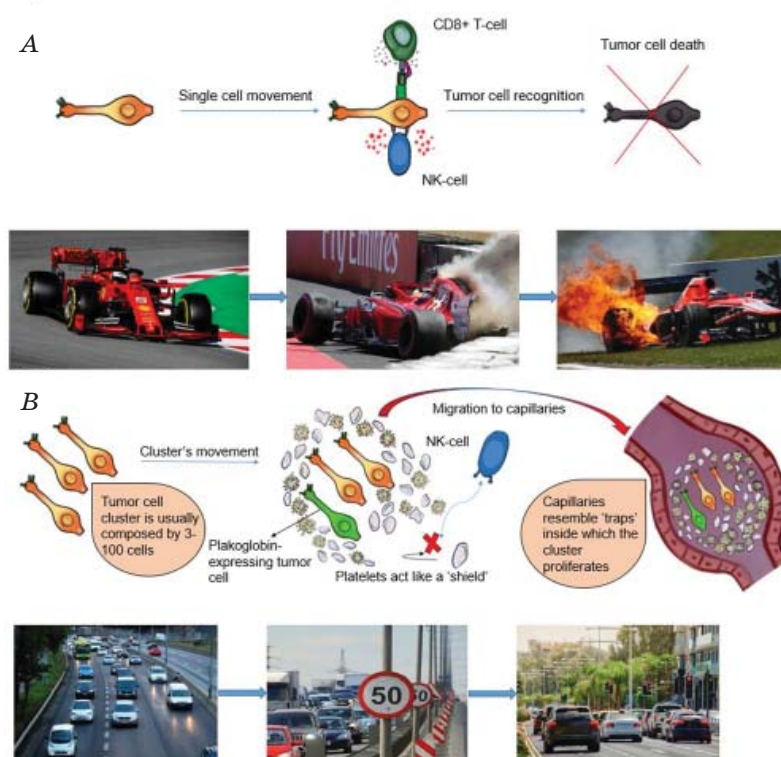 A
CD8+ T-cell
Tumor cell death
Single cell movement
Tumor cell recognition
NK-cell
Fly Emirates
B
Migration to capillaries
NK-cell
Cluster's movement
Tumor cell
cluster is usually
composed by 3-
100 cells
Plakoglobin-
expressing tumor
cell
Platelets act like a 'shield'
Capillaries
resemble 'traps'
inside which the
cluster
proliferates
50
50